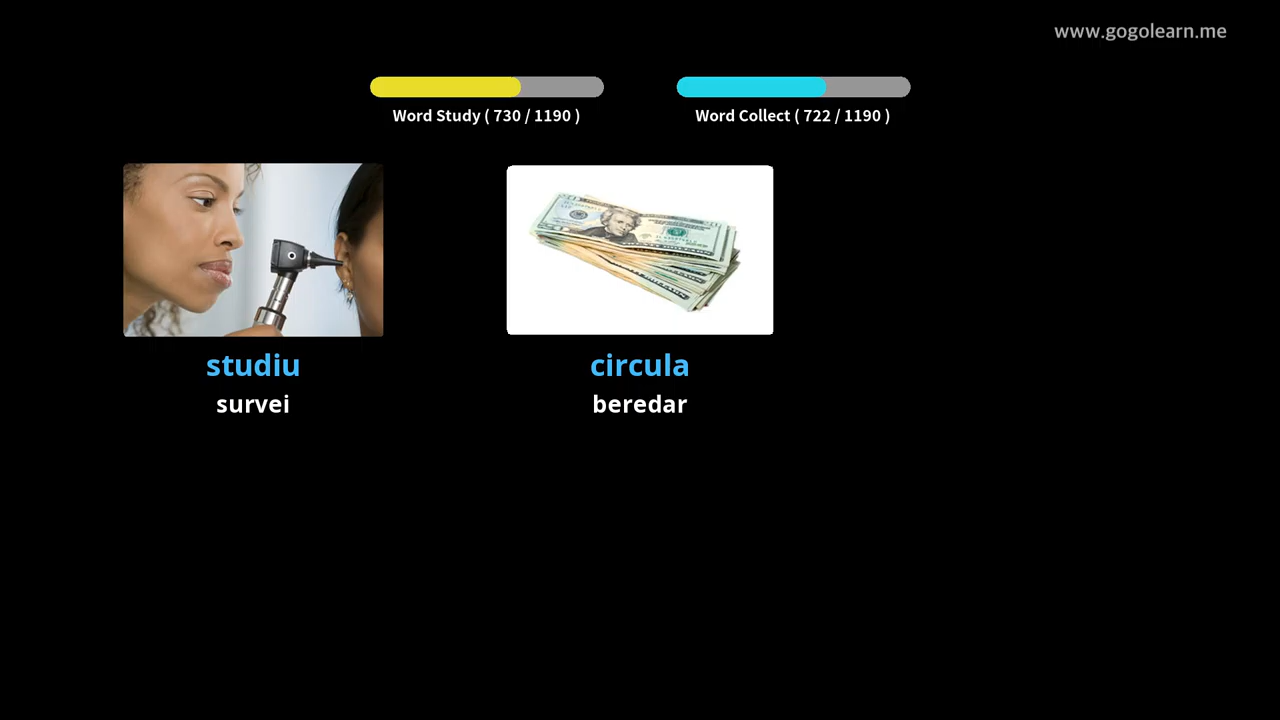 www.gogolearn.me
Word Study ( 730 / 1190 )
Word Collect ( 722 / 1190 )
studiu
survei
circula
beredar